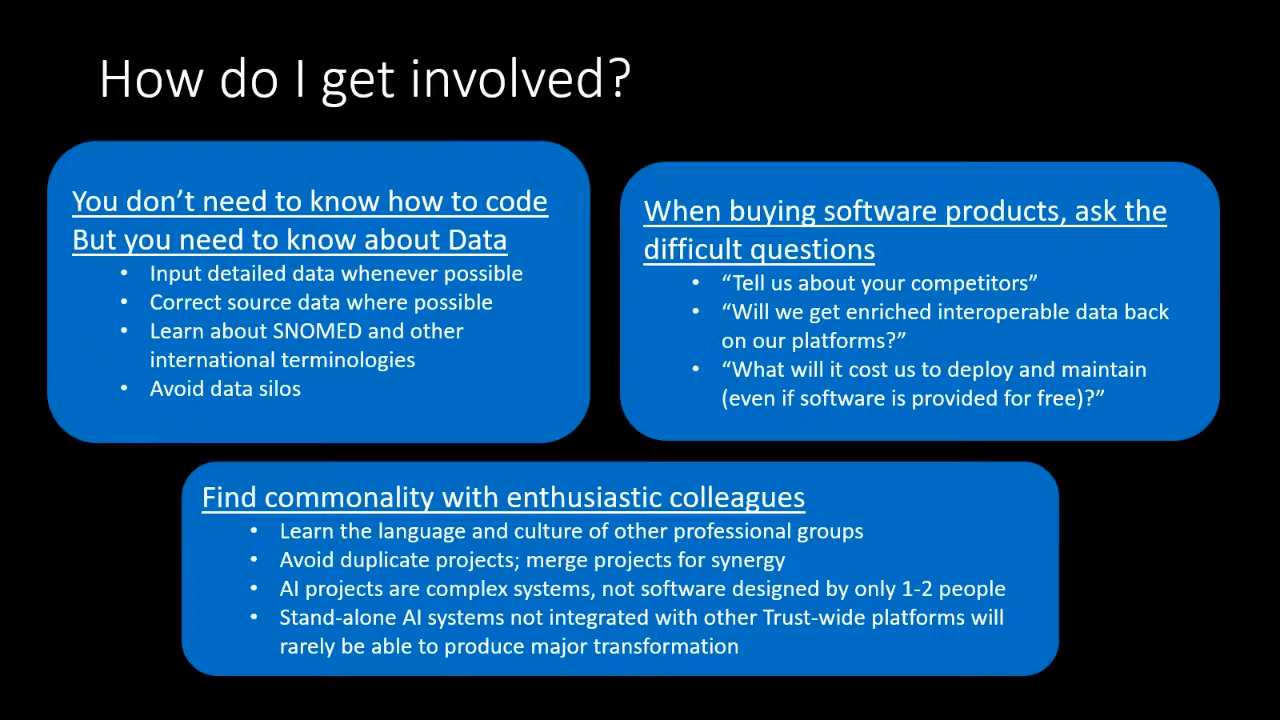 How do I get involved?
You don’t need to know how to code
But you need to know about Data
• Input detailed data whenever possible
• Correct source data where possible
• Learn about SNOMED and other
international terminologies
• Avoid data silos
When buying software products, ask the
difficult questions
• “Tell us about your competitors”
• “Will we get enriched interoperable data back
on our platforms?”
• “What will it cost us to deploy and maintain
(even if software is provided for free)?”
Find commonality with enthusiastic colleagues
• Learn the language and culture of other professional groups
• Avoid duplicate projects; merge projects for synergy
• AI projects are complex systems, not software designed by only 1-2 people
• Stand-alone AI systems not integrated with other Trust-wide platforms will
rarely be able to produce major transformation